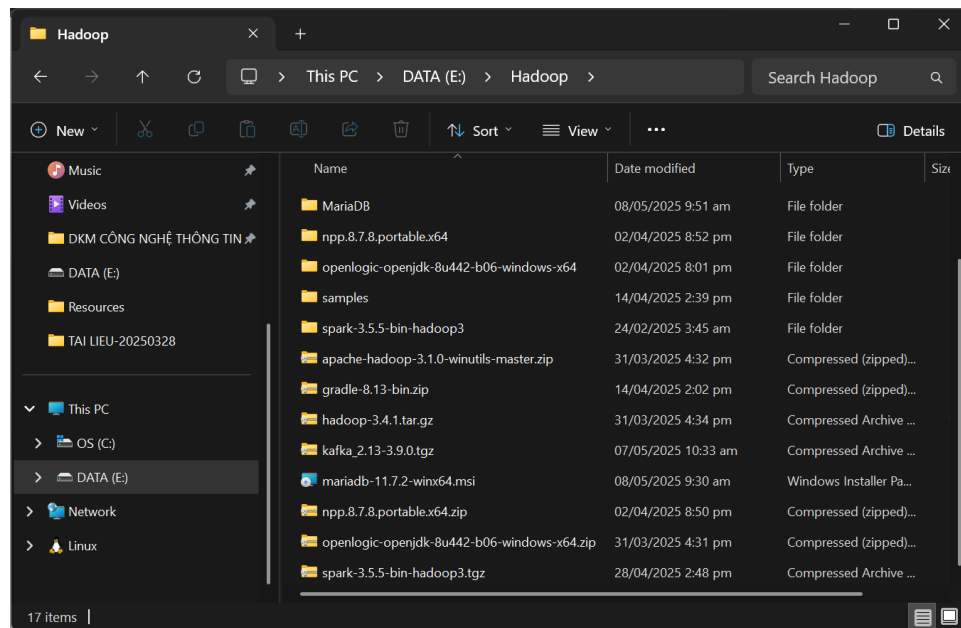 Hadoop
This PC > DATA (E:) > Hadoop >
Search Hadoop
New
Sort
View
Details
Music
Videos
DKM CÔNG NGHỆ THÔNG TIN
DATA (E:)
Resources
TAI LIEU-20250328
This PC
OS (C:)
DATA (E:)
Network
Linux
Name Date modified Type Size
MariaDB 08/05/2025 9:51 am File folder
npp.8.7.8.portable.x64 02/04/2025 8:52 pm File folder
openlogic-openjdk-8u442-b06-windows-x64 02/04/2025 8:01 pm File folder
samples 14/04/2025 2:39 pm File folder
spark-3.5.5-bin-hadoop3 24/02/2025 3:45 am File folder
apache-hadoop-3.1.0-winutils-master.zip 31/03/2025 4:32 pm Compressed (zipped)...
gradle-8.13-bin.zip 14/04/2025 2:02 pm Compressed (zipped)...
hadoop-3.4.1.tar.gz 31/03/2025 4:34 pm Compressed Archive ...
kafka_2.13-3.9.0.tgz 07/05/2025 10:33 am Compressed Archive ...
mariadb-11.7.2-winx64.msi 08/05/2025 9:30 am Windows Installer Pa...
npp.8.7.8.portable.x64.zip 02/04/2025 8:50 pm Compressed (zipped)...
openlogic-openjdk-8u442-b06-windows-x64.zip 31/03/2025 4:31 pm Compressed (zipped)...
spark-3.5.5-bin-hadoop3.tgz 28/04/2025 2:48 pm Compressed Archive ...
17 items